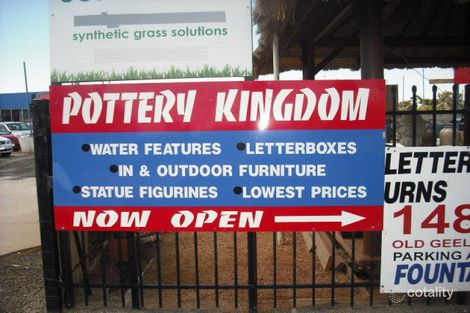 synthetic grass solutions
POTTERY KINGDOM
•WATER FEATURES •LETTERBOXES
•IN & OUTDOOR FURNITURE
•STATUE FIGURINES •LOWEST PRICES
NOW OPEN
LETTER
URNS
148
OLD GEEL
PARKING A
FOUNT
cotality